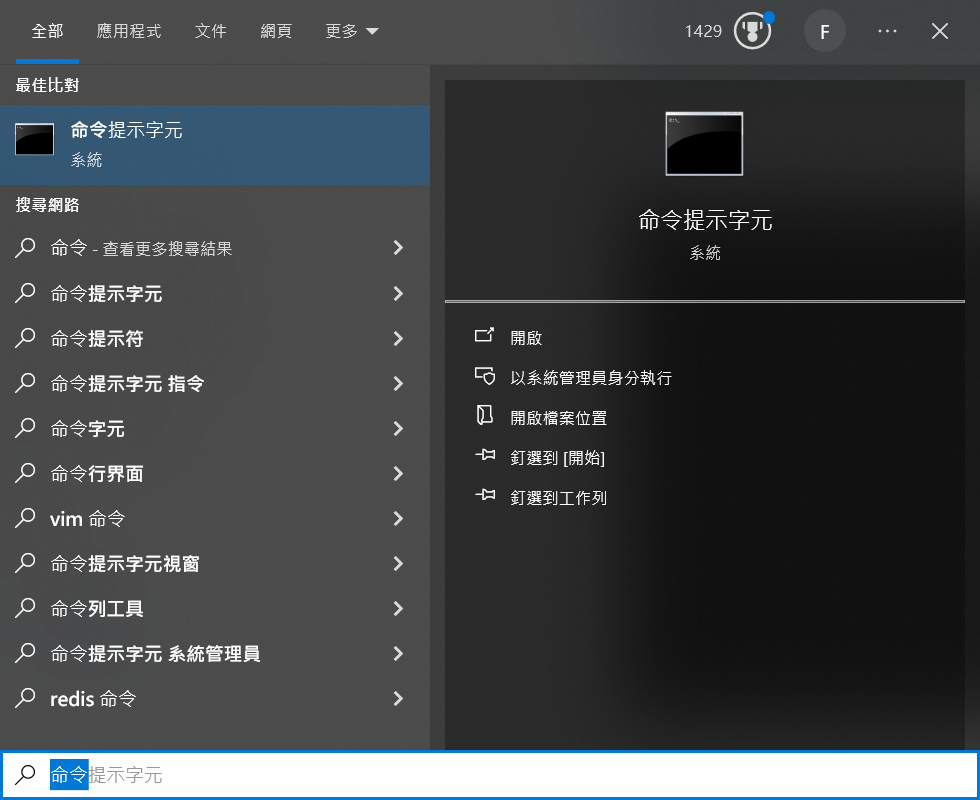 全部 應用程式 文件 網頁 更多 1429 F ...
最佳比對
命令提示字元
系統
搜尋網路
命令 - 查看更多搜尋結果
命令提示字元
命令提示符
命令提示字元 指令
命令字元
命令行界面
vim 命令
命令提示字元視窗
命令列工具
命令提示字元 系統管理員
redis 命令
命令提示字元
系統
開啟
以系統管理員身分執行
開啟檔案位置
釘選到 [開始]
釘選到工作列
命令提示字元